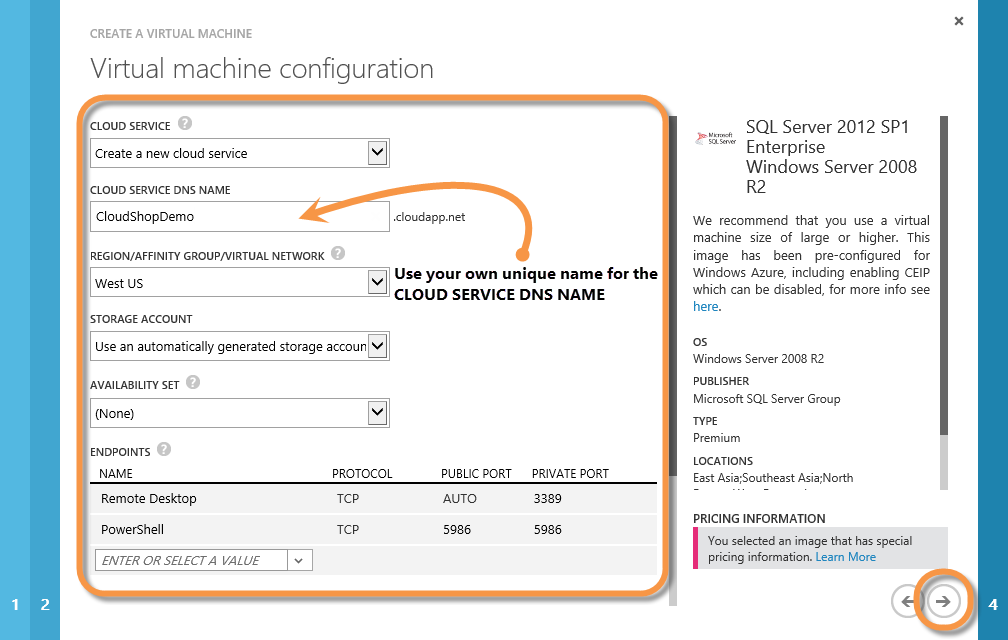 ×
CREATE A VIRTUAL MACHINE
Virtual machine configuration
CLOUD SERVICE ?
Create a new cloud service
CLOUD SERVICE DNS NAME
CloudShopDemo .cloudapp.net
REGION/AFFINITY GROUP/VIRTUAL NETWORK ?
West US
Use your own unique name for the
CLOUD SERVICE DNS NAME
STORAGE ACCOUNT
Use an automatically generated storage accoun
AVAILABILITY SET ?
(None)
ENDPOINTS ?
NAME PROTOCOL PUBLIC PORT PRIVATE PORT
Remote Desktop TCP AUTO 3389
PowerShell TCP 5986 5986
ENTER OR SELECT A VALUE
Microsoft
SQL Server
SQL Server 2012 SP1
Enterprise
Windows Server 2008
R2
We recommend that you use a virtual
machine size of large or higher. This
image has been pre-configured for
Windows Azure, including enabling CEIP
which can be disabled, for more info see
here.
OS
Windows Server 2008 R2
PUBLISHER
Microsoft SQL Server Group
TYPE
Premium
LOCATIONS
East Asia;Southeast Asia;North
PRICING INFORMATION
You selected an image that has special
pricing information. Learn More
1 2 4